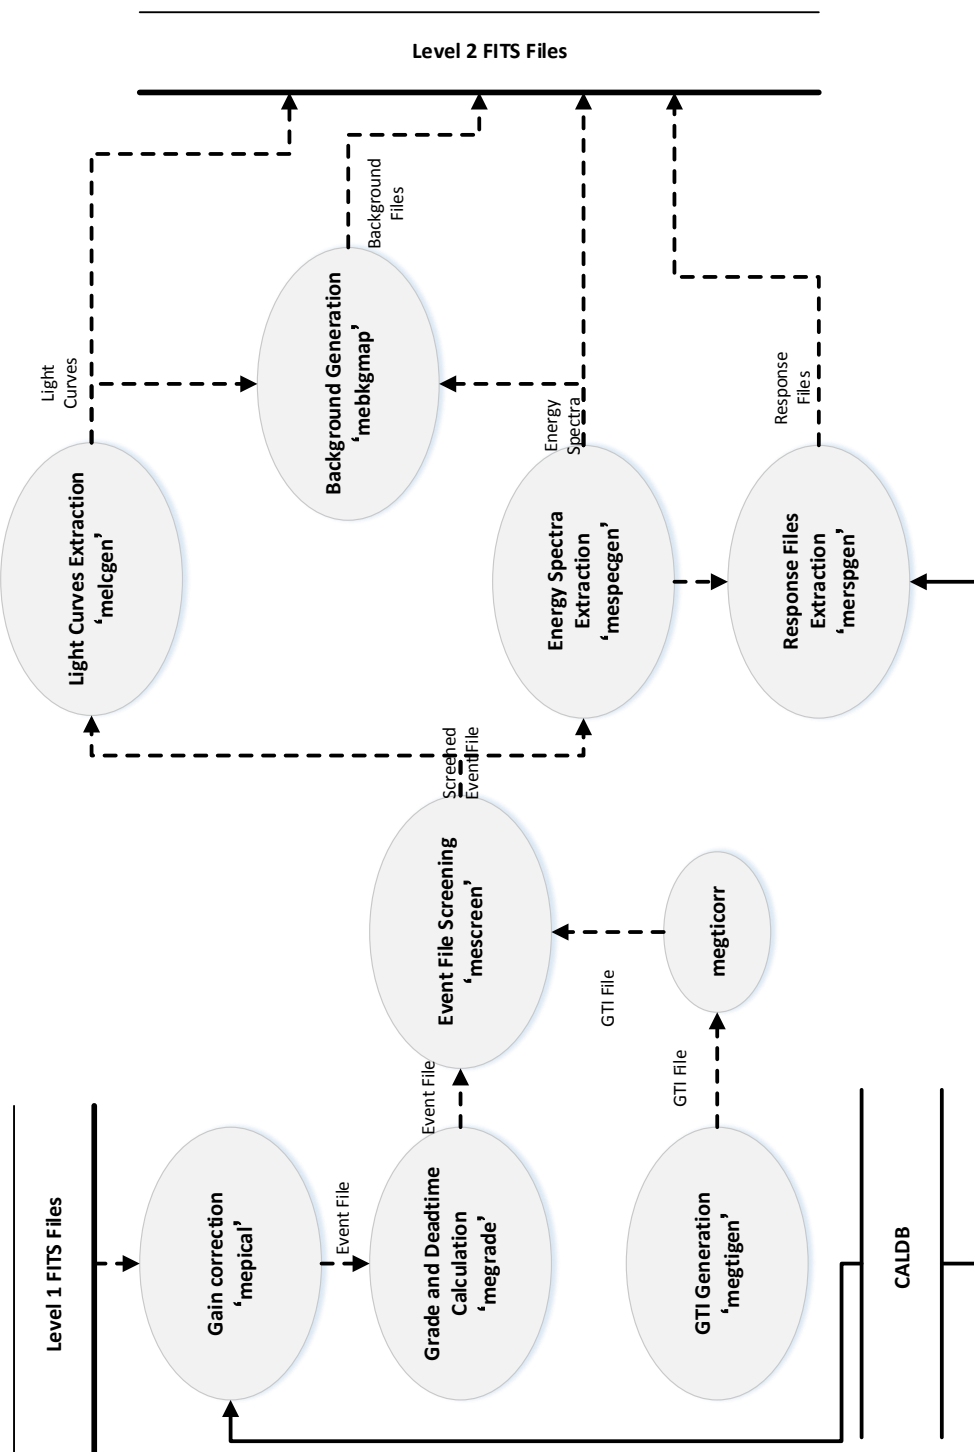 Level 1 FITS Files
Gain correction
‘mepical’
Event File
Grade and Deadtime
Calculation
‘megrade’
Event File
GTI Generation
‘megtigen’
GTI File
megticorr
GTI File
CALDB
Event File Screening
‘mescreen’
Screened
Event File
Light Curves Extraction
‘melcgen’
Light
Curves
Background Generation
‘mebkgmap’
Background
Files
Energy Spectra
Extraction
‘mespecgen’
Energy
Spectra
Response Files
Extraction
‘merspgen’
Response
Files
Level 2 FITS Files